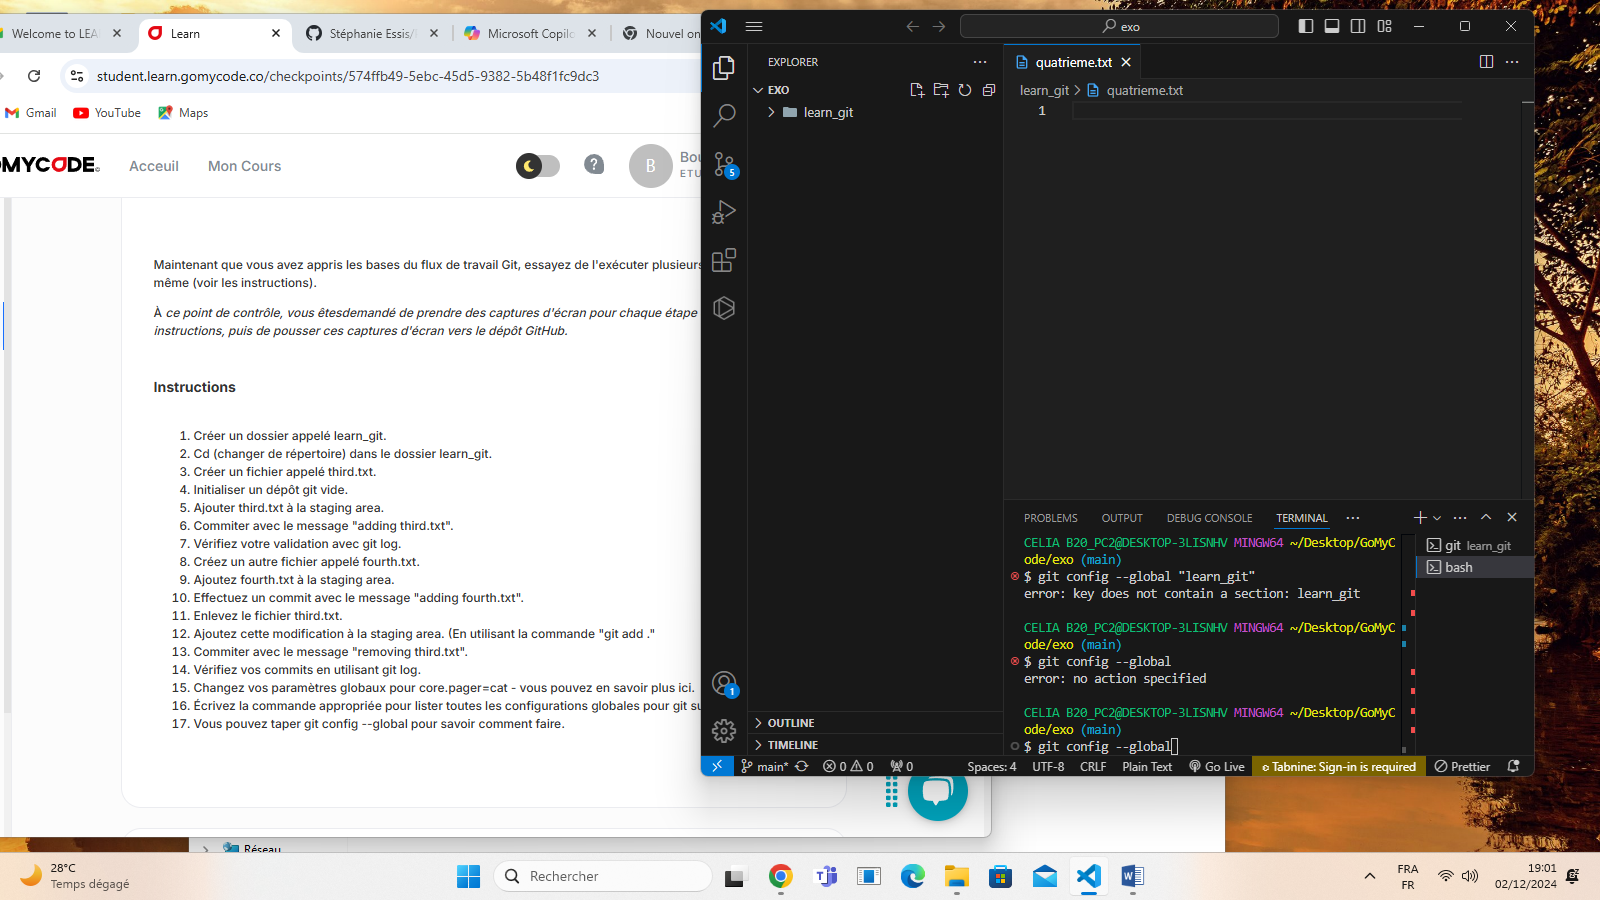 Welcome to LEA
Learn
Stéphanie Essis/
Microsoft Copilo
Nouvel on
student.learn.gomycode.co/checkpoints/574ffb49-5ebc-45d5-9382-5b48f1fc9dc3
Gmail
YouTube
Maps
OMYCODE
Acceuil
Mon Cours
?
B
Bou
ETU
Maintenant que vous avez appris les bases du flux de travail Git, essayez de l'exécuter plusieurs
même (voir les instructions).
À ce point de contrôle, vous êtesdemandé de prendre des captures d'écran pour chaque étape
instructions, puis de pousser ces captures d'écran vers le dépôt GitHub.
Instructions
1. Créer un dossier appelé learn_git.
2. Cd (changer de répertoire) dans le dossier learn_git.
3. Créer un fichier appelé third.txt.
4. Initialiser un dépôt git vide.
5. Ajouter third.txt à la staging area.
6. Commiter avec le message "adding third.txt".
7. Vérifiez votre validation avec git log.
8. Créez un autre fichier appelé fourth.txt.
9. Ajoutez fourth.txt à la staging area.
10. Effectuez un commit avec le message "adding fourth.txt".
11. Enlevez le fichier third.txt.
12. Ajoutez cette modification à la staging area. (En utilisant la commande "git add ."
13. Commiter avec le message "removing third.txt".
14. Vérifiez vos commits en utilisant git log.
15. Changez vos paramètres globaux pour core.pager=cat - vous pouvez en savoir plus ici.
16. Écrivez la commande appropriée pour lister toutes les configurations globales pour git su
17. Vous pouvez taper git config --global pour savoir comment faire.
Réseau
exo
EXPLORER
EXO
learn_git
5
1
OUTLINE
TIMELINE
quatrieme.txt
learn_git > quatrieme.txt
1
PROBLEMS OUTPUT DEBUG CONSOLE TERMINAL
git learn_git
bash
CELIA B20_PC2@DESKTOP-3LISNHV MINGW64 ~/Desktop/GoMyC
ode/exo (main)
$ git config --global "learn_git"
error: key does not contain a section: learn_git
CELIA B20_PC2@DESKTOP-3LISNHV MINGW64 ~/Desktop/GoMyC
ode/exo (main)
$ git config --global
error: no action specified
CELIA B20_PC2@DESKTOP-3LISNHV MINGW64 ~/Desktop/GoMyC
ode/exo (main)
$ git config --global
main* 0 0 0 Spaces: 4 UTF-8 CRLF Plain Text Go Live Tabnine: Sign-in is required Prettier
28°C
Temps dégagé
Rechercher
FRA
FR
19:01
02/12/2024